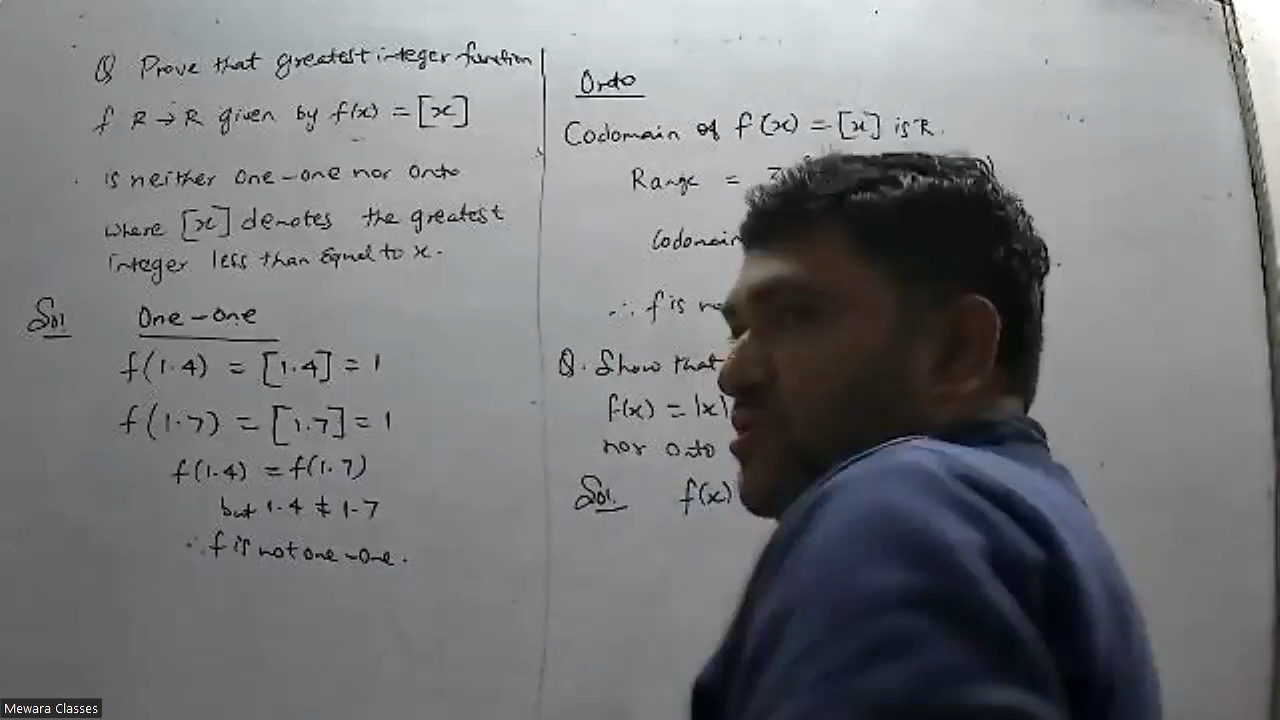 Q Prove that greatest integer function
f R → R given by f(x) = [x]
is neither one-one nor onto
where [x] denotes the greatest
integer less than equal to x.
Sol One-one
f(1.4) = [1.4] = 1
f(1.7) = [1.7] = 1
f(1.4) = f(1.7)
but 1.4 ≠ 1.7
∴ f is not one-one.
Onto
Codomain of f(x) = [x] is R.
Range =
Codomain
∴ f is
Q. Show that
f(x) = |x|
nor onto
Sol. f(x)
Mewara Classes